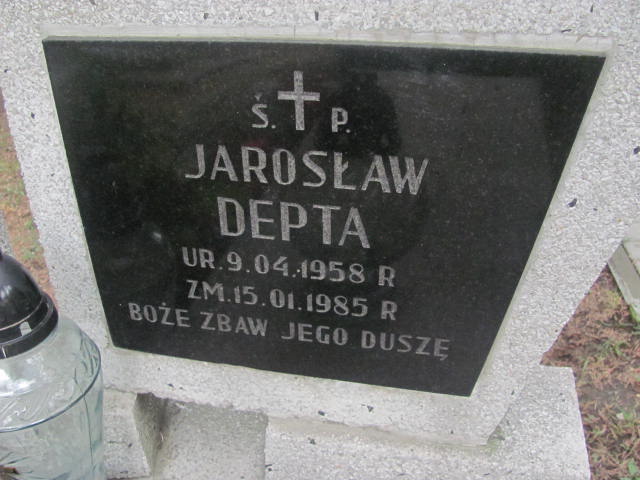 Ś. P.
JAROSŁAW
DEPTA
UR. 9.04.1958 R
ZM. 15.01.1985 R
BOŻE ZBAW JEGO DUSZĘ